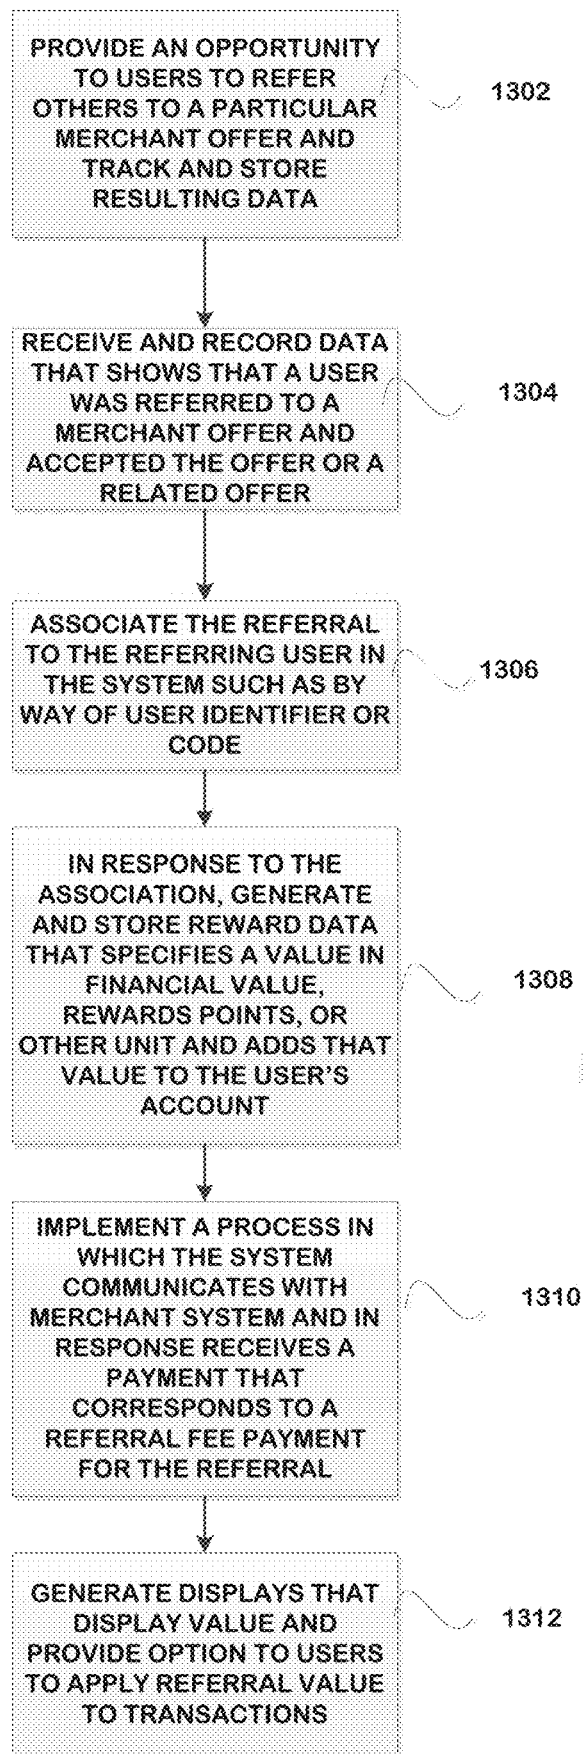 PROVIDE AN OPPORTUNITY
TO USERS TO REFER
OTHERS TO A PARTICULAR
MERCHANT OFFER AND
TRACK AND STORE
RESULTING DATA
1302
RECEIVE AND RECORD DATA
THAT SHOWS THAT A USER
WAS REFERRED TO A
MERCHANT OFFER AND
ACCEPTED THE OFFER OR A
RELATED OFFER
1304
ASSOCIATE THE REFERRAL
TO THE REFERRING USER IN
THE SYSTEM SUCH AS BY
WAY OF USER IDENTIFIER OR
CODE
1306
IN RESPONSE TO THE
ASSOCIATION, GENERATE
AND STORE REWARD DATA
THAT SPECIFIES A VALUE IN
FINANCIAL VALUE,
REWARDS POINTS, OR
OTHER UNIT AND ADDS THAT
VALUE TO THE USER'S
ACCOUNT
1308
IMPLEMENT A PROCESS IN
WHICH THE SYSTEM
COMMUNICATES WITH
MERCHANT SYSTEM AND IN
RESPONSE RECEIVES A
PAYMENT THAT
CORRESPONDS TO A
REFERRAL FEE PAYMENT
FOR THE REFERRAL
1310
GENERATE DISPLAYS THAT
DISPLAY VALUE AND
PROVIDE OPTION TO USERS
TO APPLY REFERRAL VALUE
TO TRANSACTIONS
1312